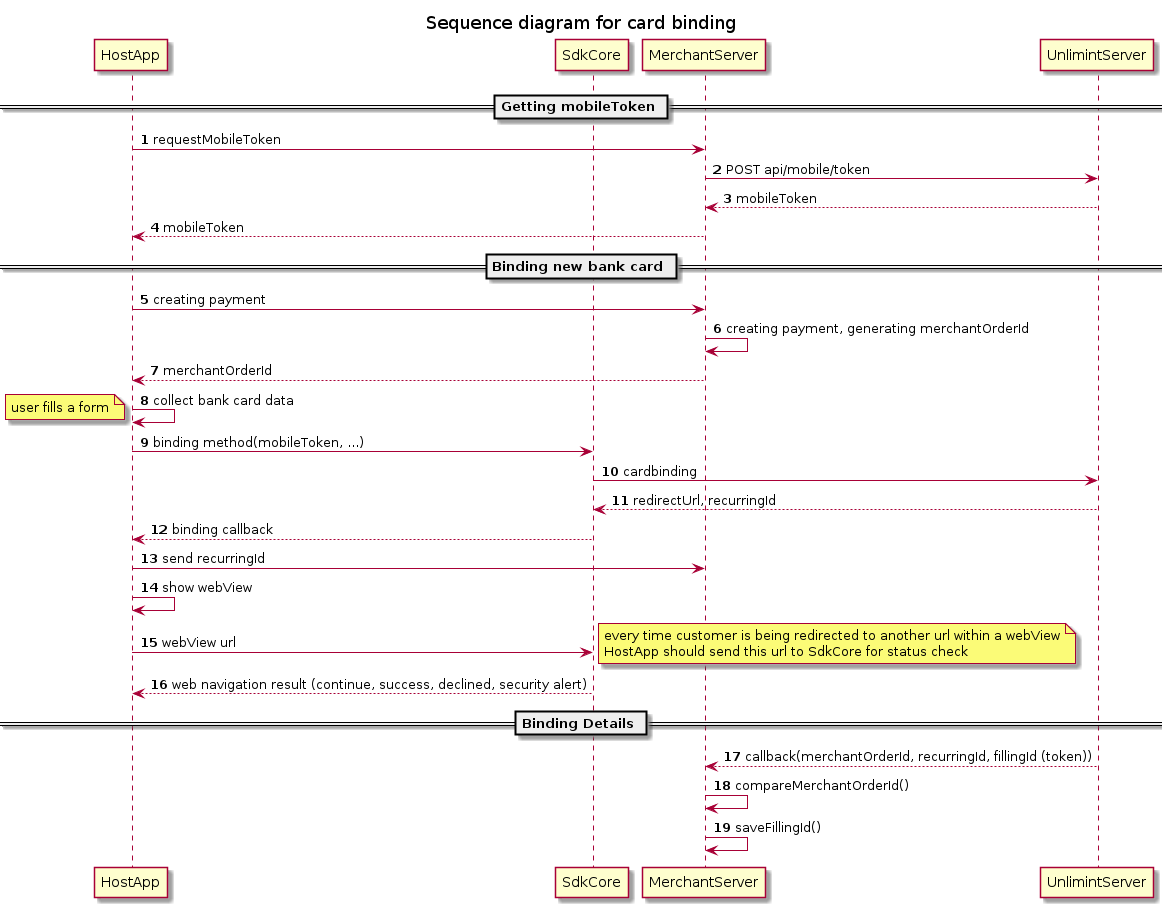 Sequence diagram for card binding
HostApp
SdkCore
MerchantServer
UnlimintServer
Getting mobileToken
1 requestMobileToken
2 POST api/mobile/token
3 mobileToken
4 mobileToken
Binding new bank card
5 creating payment
6 creating payment, generating merchantOrderId
7 merchantOrderId
user fills a form
8 collect bank card data
9 binding method(mobileToken, ...)
10 cardbinding
11 redirectUrl, recurringId
12 binding callback
13 send recurringId
14 show webView
15 webView url
every time customer is being redirected to another url within a webView
HostApp should send this url to SdkCore for status check
16 web navigation result (continue, success, declined, security alert)
Binding Details
17 callback(merchantOrderId, recurringId, fillingId (token))
18 compareMerchantOrderId()
19 saveFillingId()
HostApp
SdkCore
MerchantServer
UnlimintServer